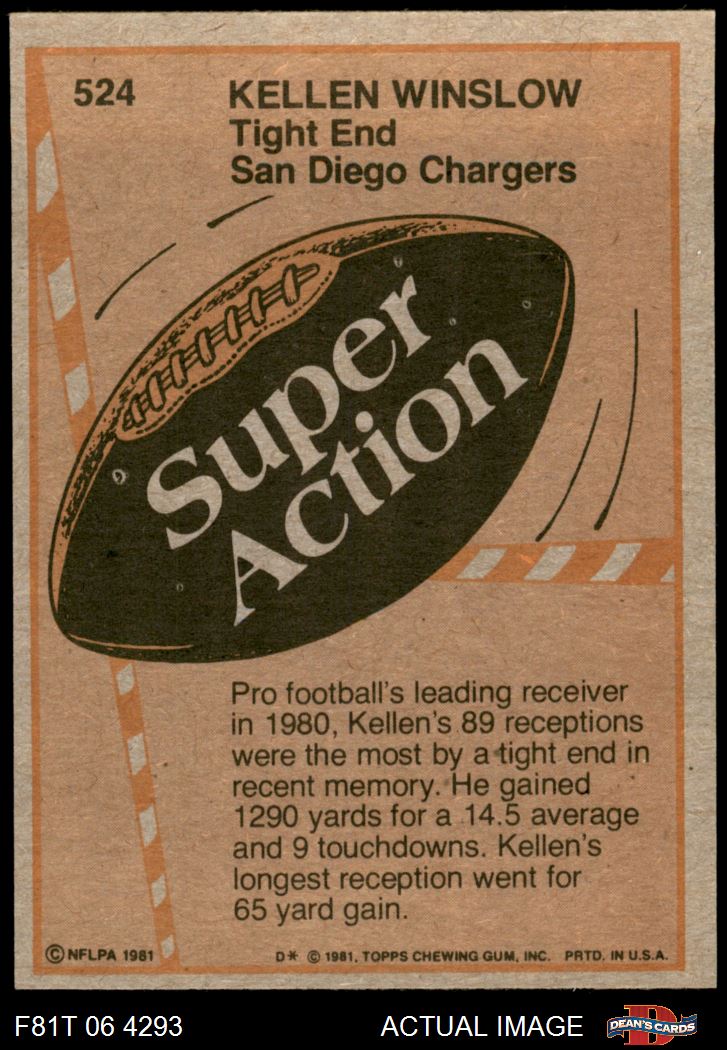 524
KELLEN WINSLOW
Tight End
San Diego Chargers
Super
Action
Pro football's leading receiver
in 1980, Kellen's 89 receptions
were the most by a tight end in
recent memory. He gained
1290 yards for a 14.5 average
and 9 touchdowns. Kellen's
longest reception went for
65 yard gain.
© NFLPA 1981
D* © 1981. TOPPS CHEWING GUM, INC. PRTD. IN U.S.A.
F81T 06 4293
ACTUAL IMAGE
D
DEAN'S CARDS